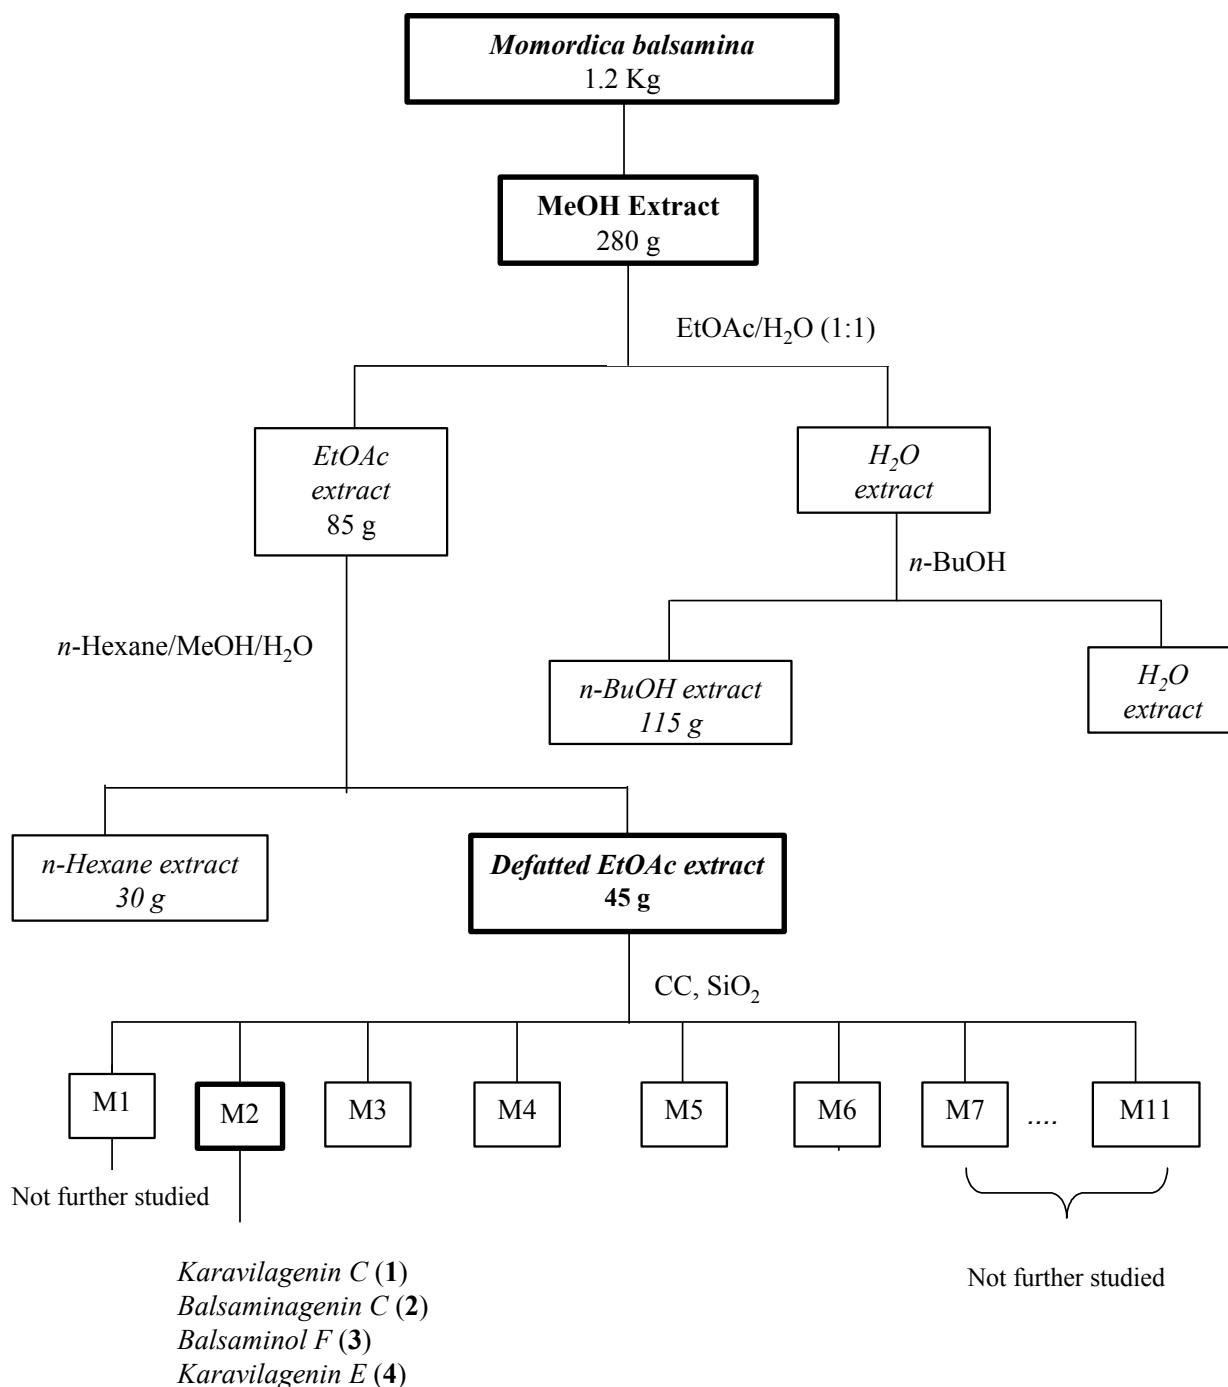 Momordica balsamina
1.2 Kg
MeOH Extract
280 g
EtOAc/H₂O (1:1)
EtOAc
extract
85 g
H₂O
extract
n-BuOH
n-Hexane/MeOH/H₂O
n-BuOH extract
115 g
H₂O
extract
n-Hexane extract
30 g
Defatted EtOAc extract
45 g
CC, SiO₂
M1
M2
M3
M4
M5
M6
M7
....
M11
Not further studied
Not further studied
Karavilagenin C (1)
Balsaminagenin C (2)
Balsaminol F (3)
Karavilagenin E (4)